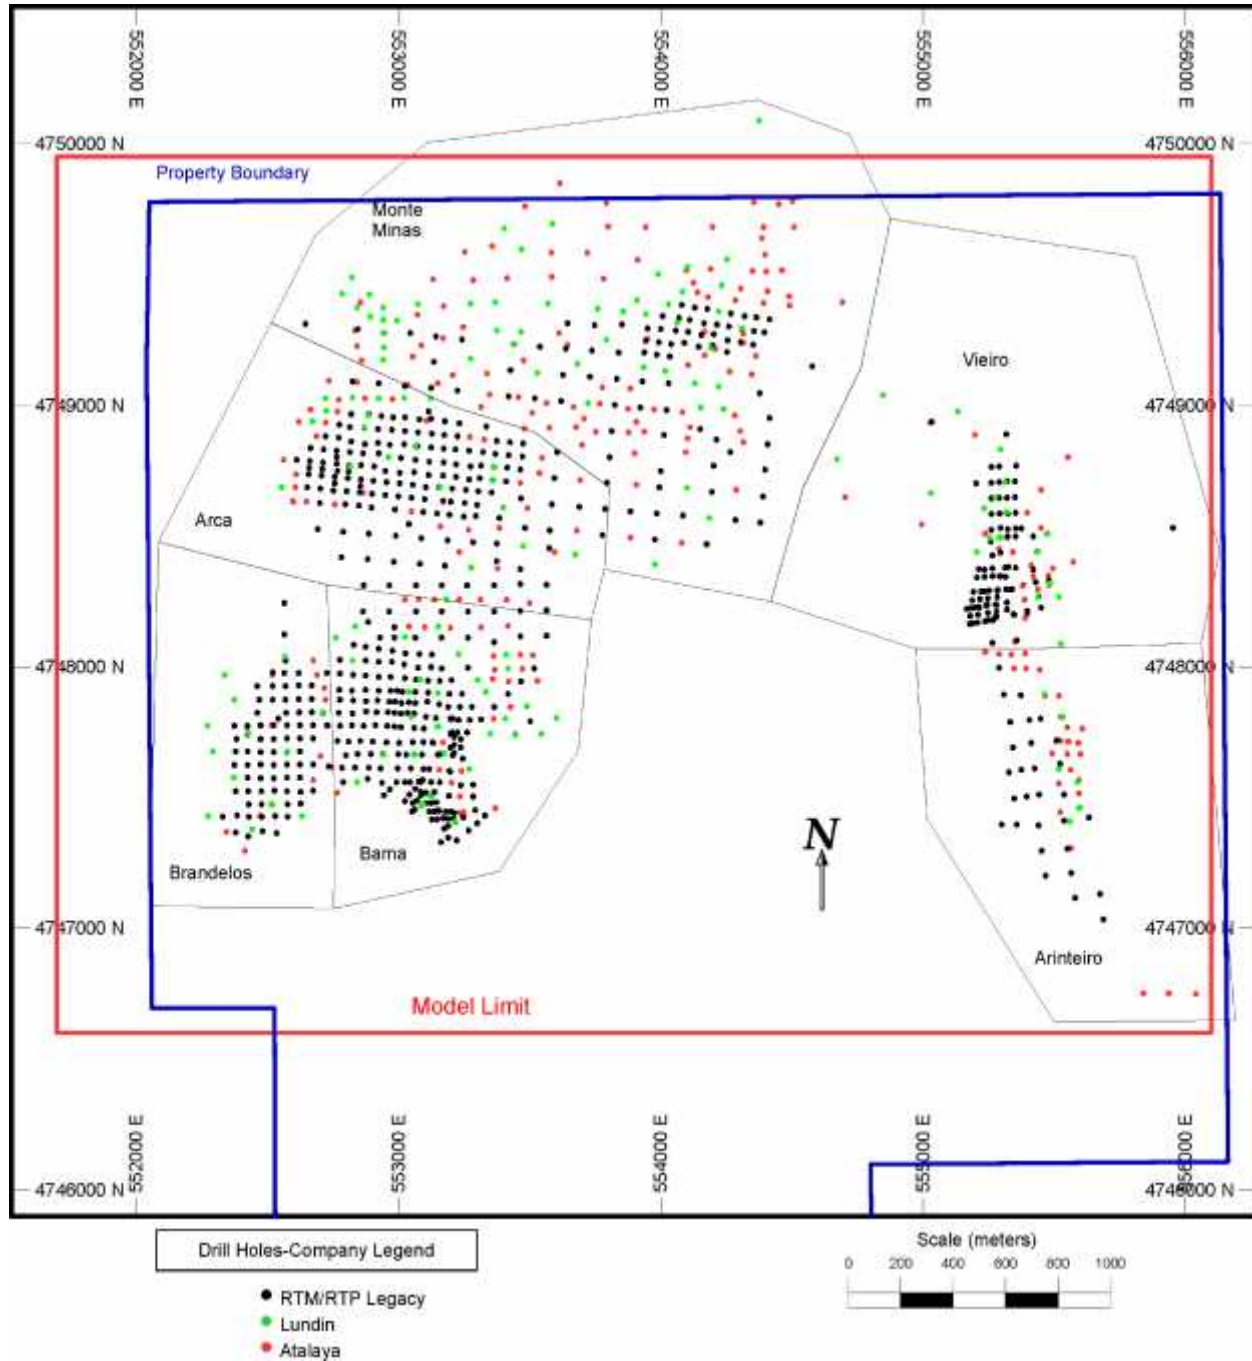 552000 E
553000 E
554000 E
555000 E
556000 E
4750000 N
4750000 N
Property Boundary
Monte
Minas
Vieiro
4749000 N
4749000 N
Arca
4748000 N
4748000 N
N
Barna
Brandelos
4747000 N
4747000 N
Arinteiro
Model Limit
552000 E
553000 E
554000 E
555000 E
556000 E
4746000 N
4746000 N
Drill Holes-Company Legend
Scale (meters)
0 200 400 600 800 1000
RTM/RTP Legacy
Lundin
Atalaya